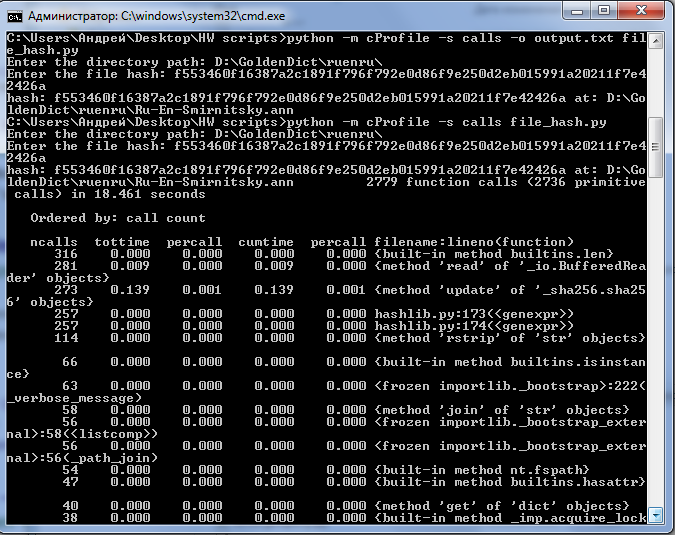 Администратор: C:\windows\system32\cmd.exe
C:\Users\Андрей\Desktop\HW scripts>python -m cProfile -s calls -o output.txt fil
e_hash.py
Enter the directory path: D:\GoldenDict\ruenru\
Enter the file hash: f553460f16387a2c1891f796f792e0d86f9e250d2eb015991a20211f7e4
2426a
hash: f553460f16387a2c1891f796f792e0d86f9e250d2eb015991a20211f7e42426a at: D:\Go
ldenDict\ruenru\Ru-En-Smirnitsky.ann
C:\Users\Андрей\Desktop\HW scripts>python -m cProfile -s calls file_hash.py
Enter the directory path: D:\GoldenDict\ruenru\
Enter the file hash: f553460f16387a2c1891f796f792e0d86f9e250d2eb015991a20211f7e4
2426a
hash: f553460f16387a2c1891f796f792e0d86f9e250d2eb015991a20211f7e42426a at: D:\Go
ldenDict\ruenru\Ru-En-Smirnitsky.ann         2779 function calls (2736 primitive
 calls) in 18.461 seconds
   Ordered by: call count
   ncalls  tottime  percall  cumtime  percall filename:lineno(function)
      316    0.000    0.000    0.000    0.000 {built-in method builtins.len}
      281    0.009    0.000    0.009    0.000 {method 'read' of '_io.BufferedRea
der' objects}
      273    0.139    0.001    0.139    0.001 {method 'update' of '_sha256.sha25
6' objects}
      257    0.000    0.000    0.000    0.000 hashlib.py:173(<genexpr>)
      257    0.000    0.000    0.000    0.000 hashlib.py:174(<genexpr>)
      114    0.000    0.000    0.000    0.000 {method 'rstrip' of 'str' objects}
       66    0.000    0.000    0.000    0.000 {built-in method builtins.isinstan
ce}
       63    0.000    0.000    0.000    0.000 <frozen importlib._bootstrap>:222(
_verbose_message)
       58    0.000    0.000    0.000    0.000 {method 'join' of 'str' objects}
       56    0.000    0.000    0.000    0.000 <frozen importlib._bootstrap_exter
nal>:58(<listcomp>)
       56    0.000    0.000    0.000    0.000 <frozen importlib._bootstrap_exter
nal>:56(_path_join)
       54    0.000    0.000    0.000    0.000 {built-in method nt.fspath}
       47    0.000    0.000    0.000    0.000 {built-in method builtins.hasattr}
       40    0.000    0.000    0.000    0.000 {method 'get' of 'dict' objects}
       38    0.000    0.000    0.000    0.000 {built-in method _imp.acquire_lock